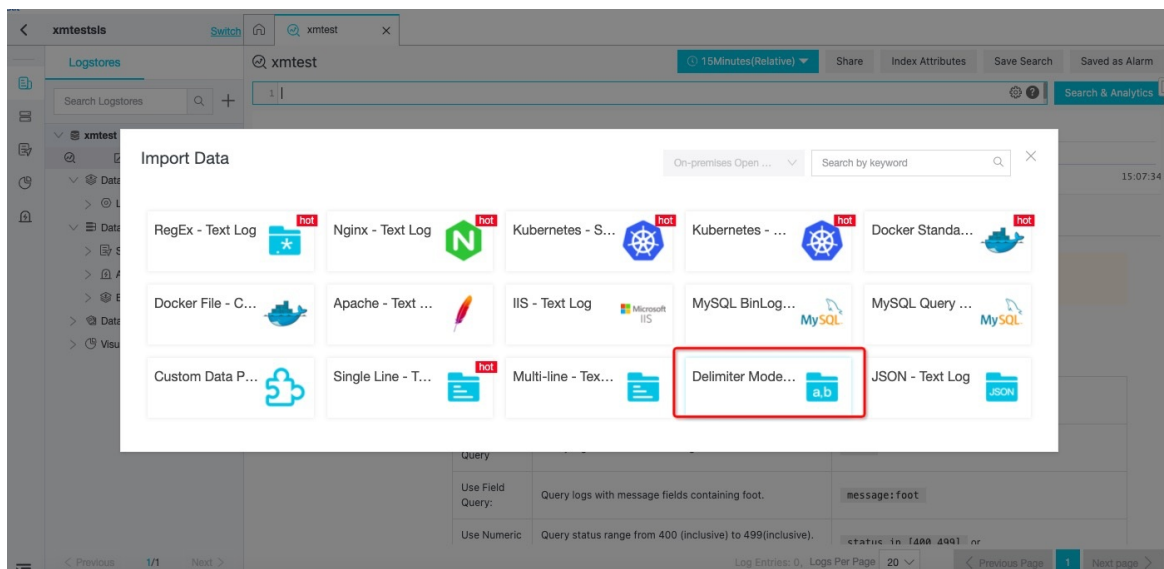 xmtestsls
Switch
xmtest
Logstores
xmtest
15Minutes(Relative)
Share
Index Attributes
Save Search
Saved as Alarm
Search Logstores
1
Search & Analytics
xmtest
Import Data
On-premises Open ...
Search by keyword
15:07:34
Data
Data
Data
Visu
RegEx - Text Log
hot
Nginx - Text Log
hot
Kubernetes - S...
hot
Kubernetes - ...
hot
Docker Standa...
hot
Docker File - C...
Apache - Text ...
IIS - Text Log
Microsoft
IIS
MySQL BinLog...
MySQL
MySQL Query ...
MySQL
Custom Data P...
Single Line - T...
hot
Multi-line - Tex...
Delimiter Mode...
a,b
JSON - Text Log
JSON
Query
Use Field
Query:
Query logs with message fields containing foot.
message:foot
Use Numeric
Query status range from 400 (inclusive) to 499(inclusive).
status in [400 499] or
< Previous
1/1
Next >
Log Entries: 0,
Logs Per Page
20
< Previous Page
1
Next page >